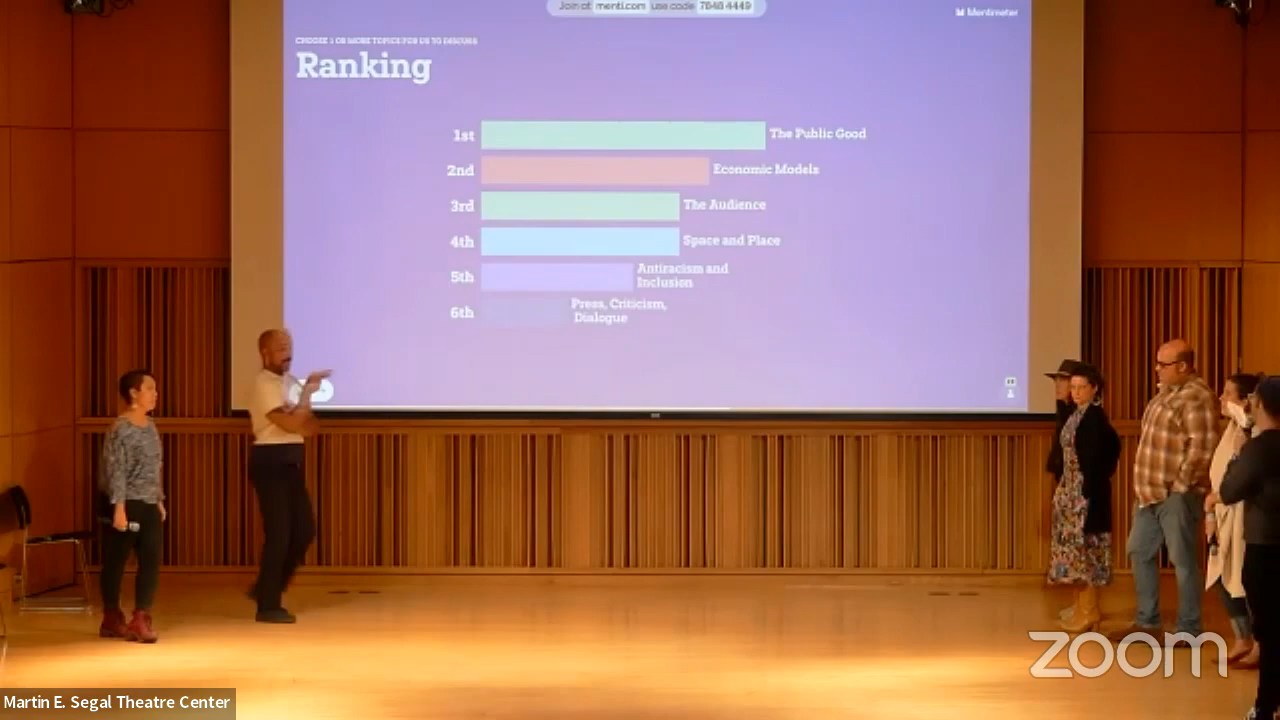 Join at menti.com use code 7648 4449
Mentimeter
CHOOSE 1 OR MORE TOPICS FOR US TO DISCUSS
Ranking
1st The Public Good
2nd Economic Models
3rd The Audience
4th Space and Place
5th Antiracism and
Inclusion
6th Press, Criticism,
Dialogue
zoom
Martin E. Segal Theatre Center